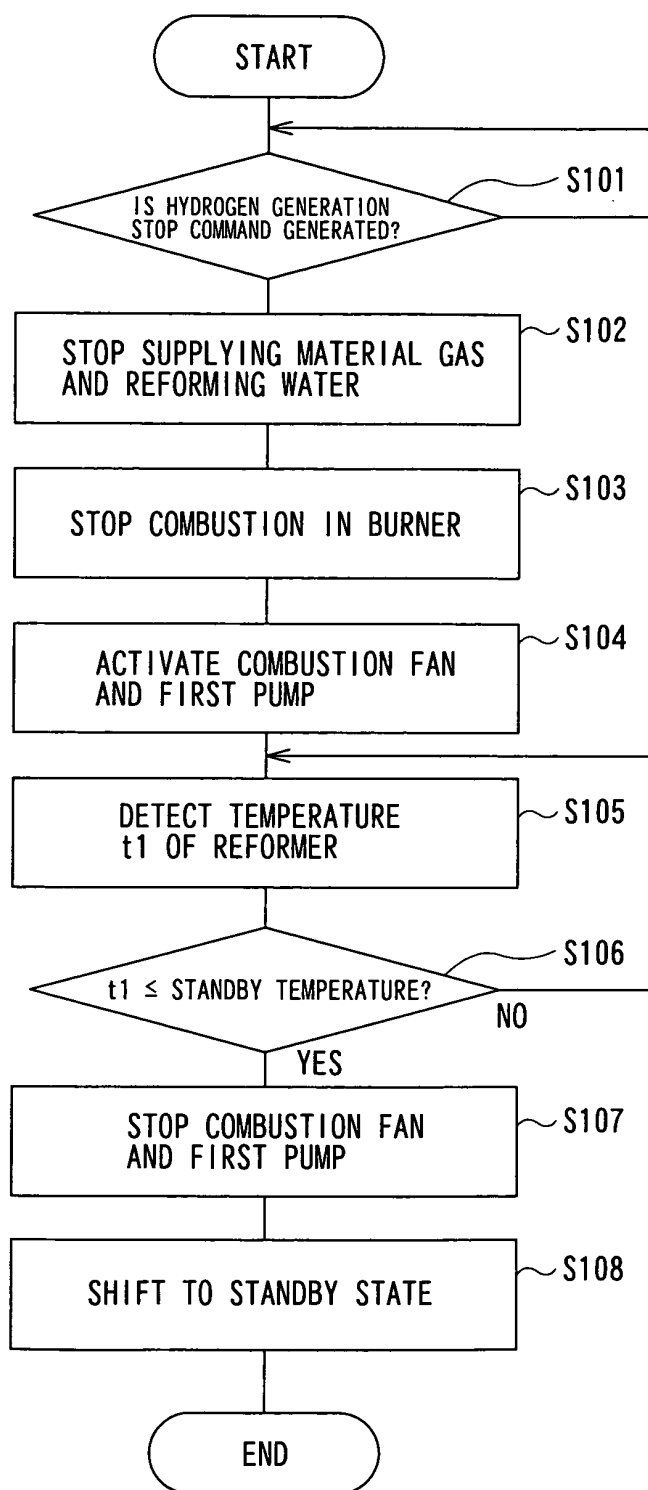 START
S101
IS HYDROGEN GENERATION
STOP COMMAND GENERATED?
S102
STOP SUPPLYING MATERIAL GAS
AND REFORMING WATER
S103
STOP COMBUSTION IN BURNER
S104
ACTIVATE COMBUSTION FAN
AND FIRST PUMP
S105
DETECT TEMPERATURE
t1 OF REFORMER
S106
t1 ≤ STANDBY TEMPERATURE?
NO
YES
S107
STOP COMBUSTION FAN
AND FIRST PUMP
S108
SHIFT TO STANDBY STATE
END